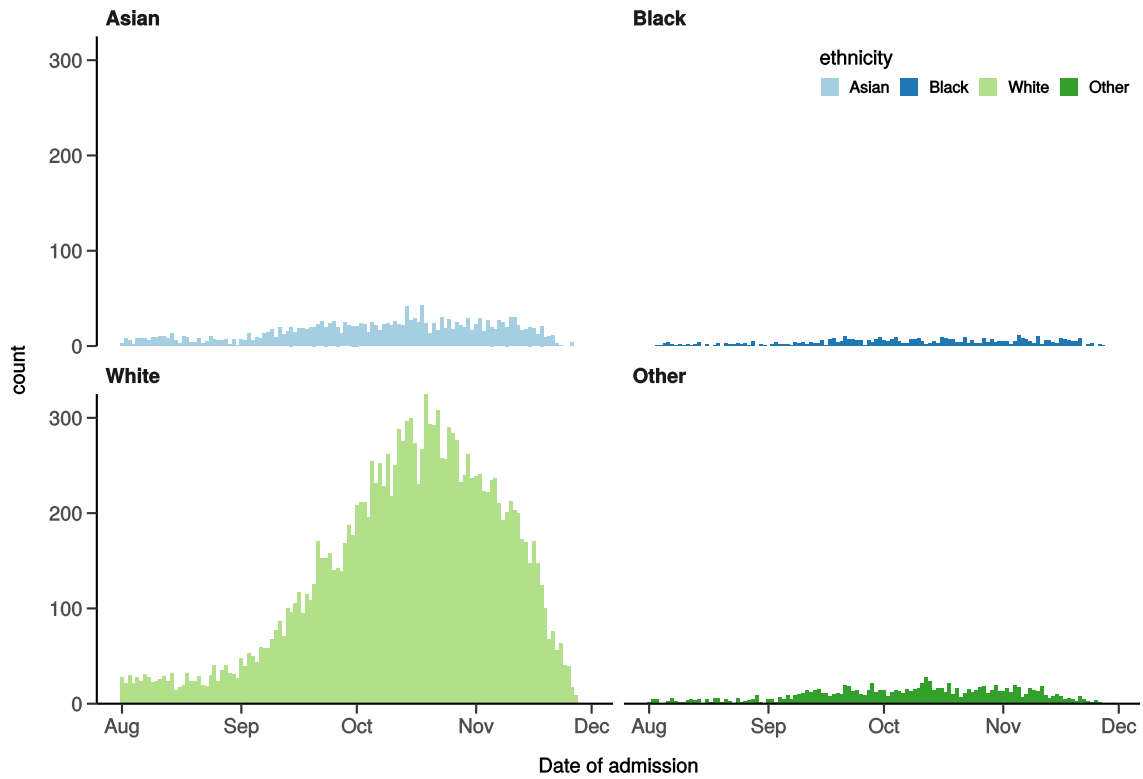 Asian
Black
300
200
100
0
ethnicity
Asian Black White Other
count
White
Other
300
200
100
0
Aug Sep Oct Nov Dec
Aug Sep Oct Nov Dec
Date of admission